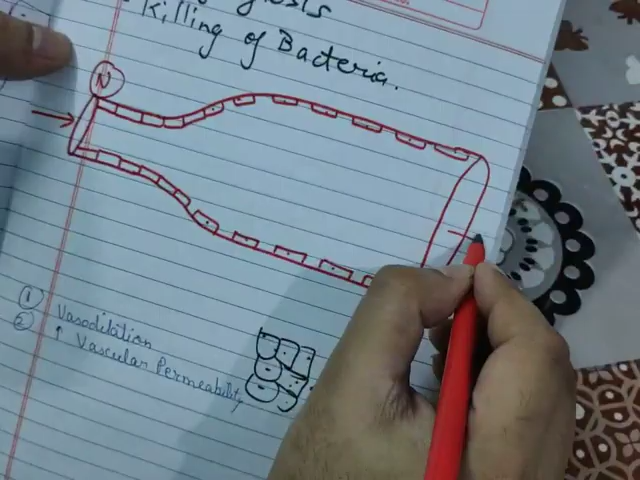 Killing of Bacteria.
N
① Vasodilation
② ↑ Vascular Permeability